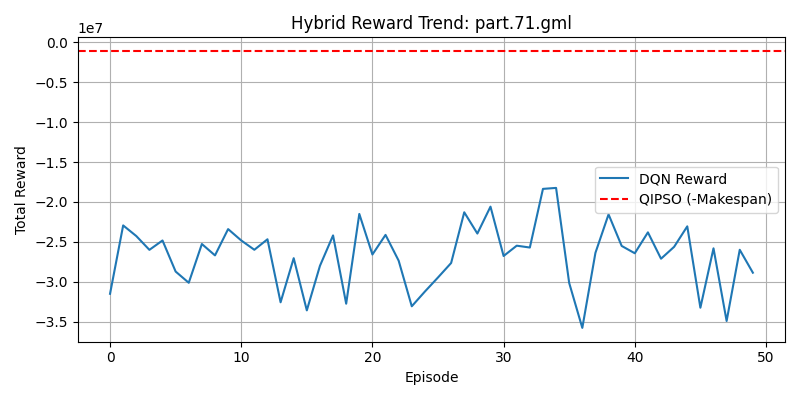 Hybrid Reward Trend: part.71.gml
1e7
0.0
−0.5
−1.0
−1.5
−2.0
−2.5
−3.0
−3.5
Total Reward
DQN Reward
QIPSO (-Makespan)
0 10 20 30 40 50
Episode